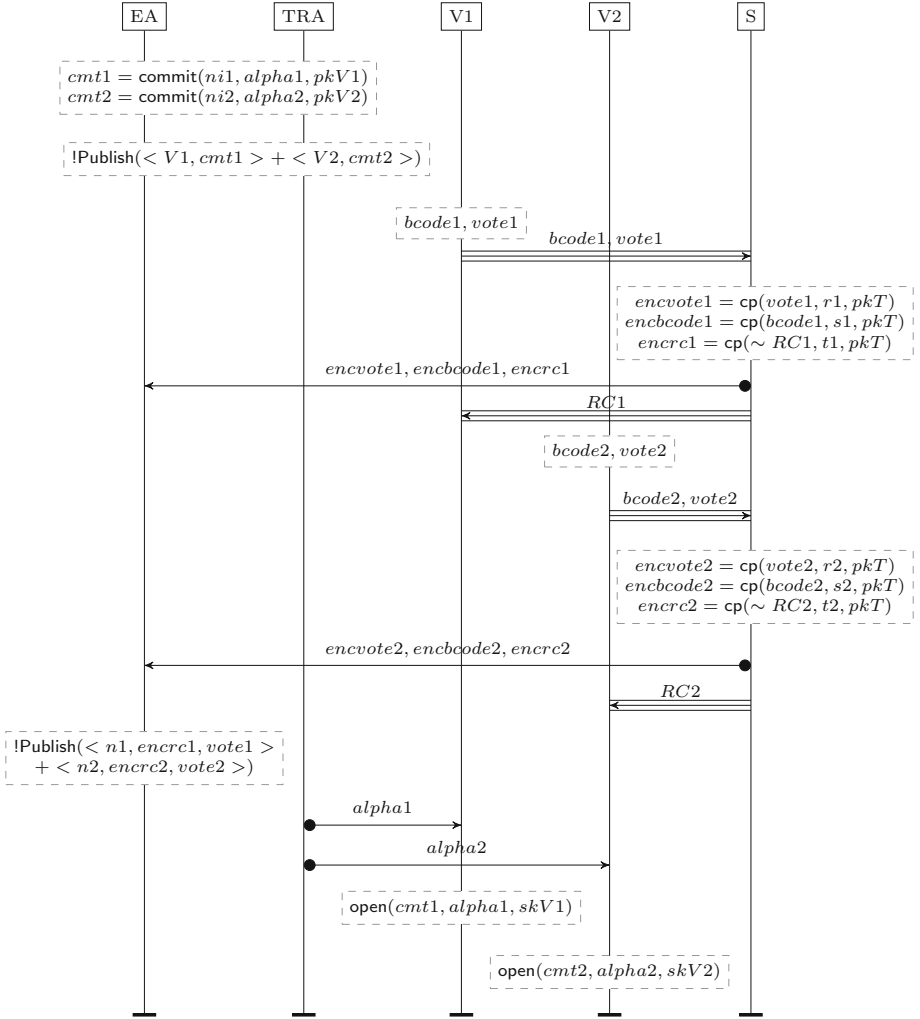 EA TRA V1 V2 S
cmt1 = commit(ni1, alpha1, pkV1)
cmt2 = commit(ni2, alpha2, pkV2)
!Publish(< V1, cmt1 > + < V2, cmt2 >)
bcode1, vote1
bcode1, vote1
encvote1 = cp(vote1, r1, pkT)
encbcode1 = cp(bcode1, s1, pkT)
encrc1 = cp(∼ RC1, t1, pkT)
encvote1, encbcode1, encrc1
RC1
bcode2, vote2
bcode2, vote2
encvote2 = cp(vote2, r2, pkT)
encbcode2 = cp(bcode2, s2, pkT)
encrc2 = cp(∼ RC2, t2, pkT)
encvote2, encbcode2, encrc2
RC2
!Publish(< n1, encrc1, vote1 >
+ < n2, encrc2, vote2 >)
alpha1
alpha2
open(cmt1, alpha1, skV1)
open(cmt2, alpha2, skV2)